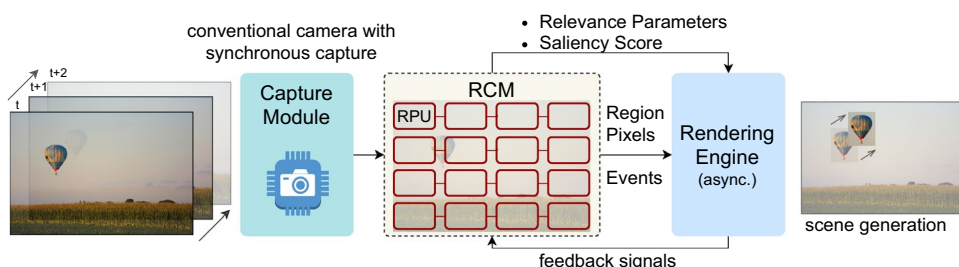 conventional camera with
synchronous capture
t+2
t+1
t
Capture
Module
• Relevance Parameters
• Saliency Score
RCM
RPU
Region
Pixels
Events
Rendering
Engine
(async.)
scene generation
feedback signals